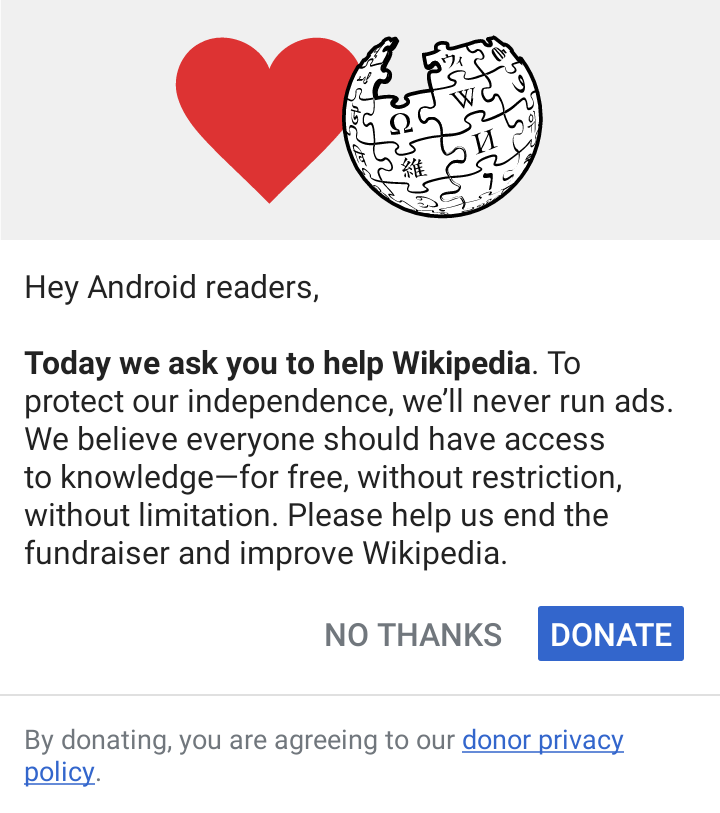 ウィ
W
Ω
И
維
Hey Android readers,
Today we ask you to help Wikipedia. To
protect our independence, we’ll never run ads.
We believe everyone should have access
to knowledge—for free, without restriction,
without limitation. Please help us end the
fundraiser and improve Wikipedia.
NO THANKS DONATE
By donating, you are agreeing to our donor privacy
policy.